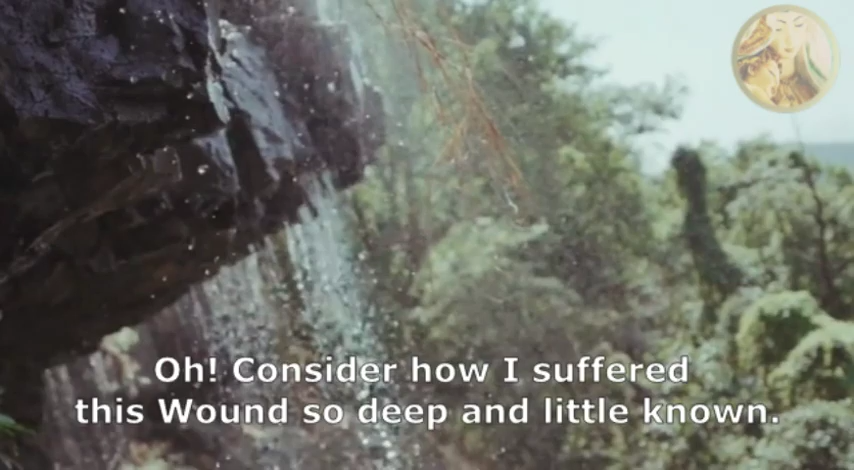 Oh! Consider how I suffered
this Wound so deep and little known.